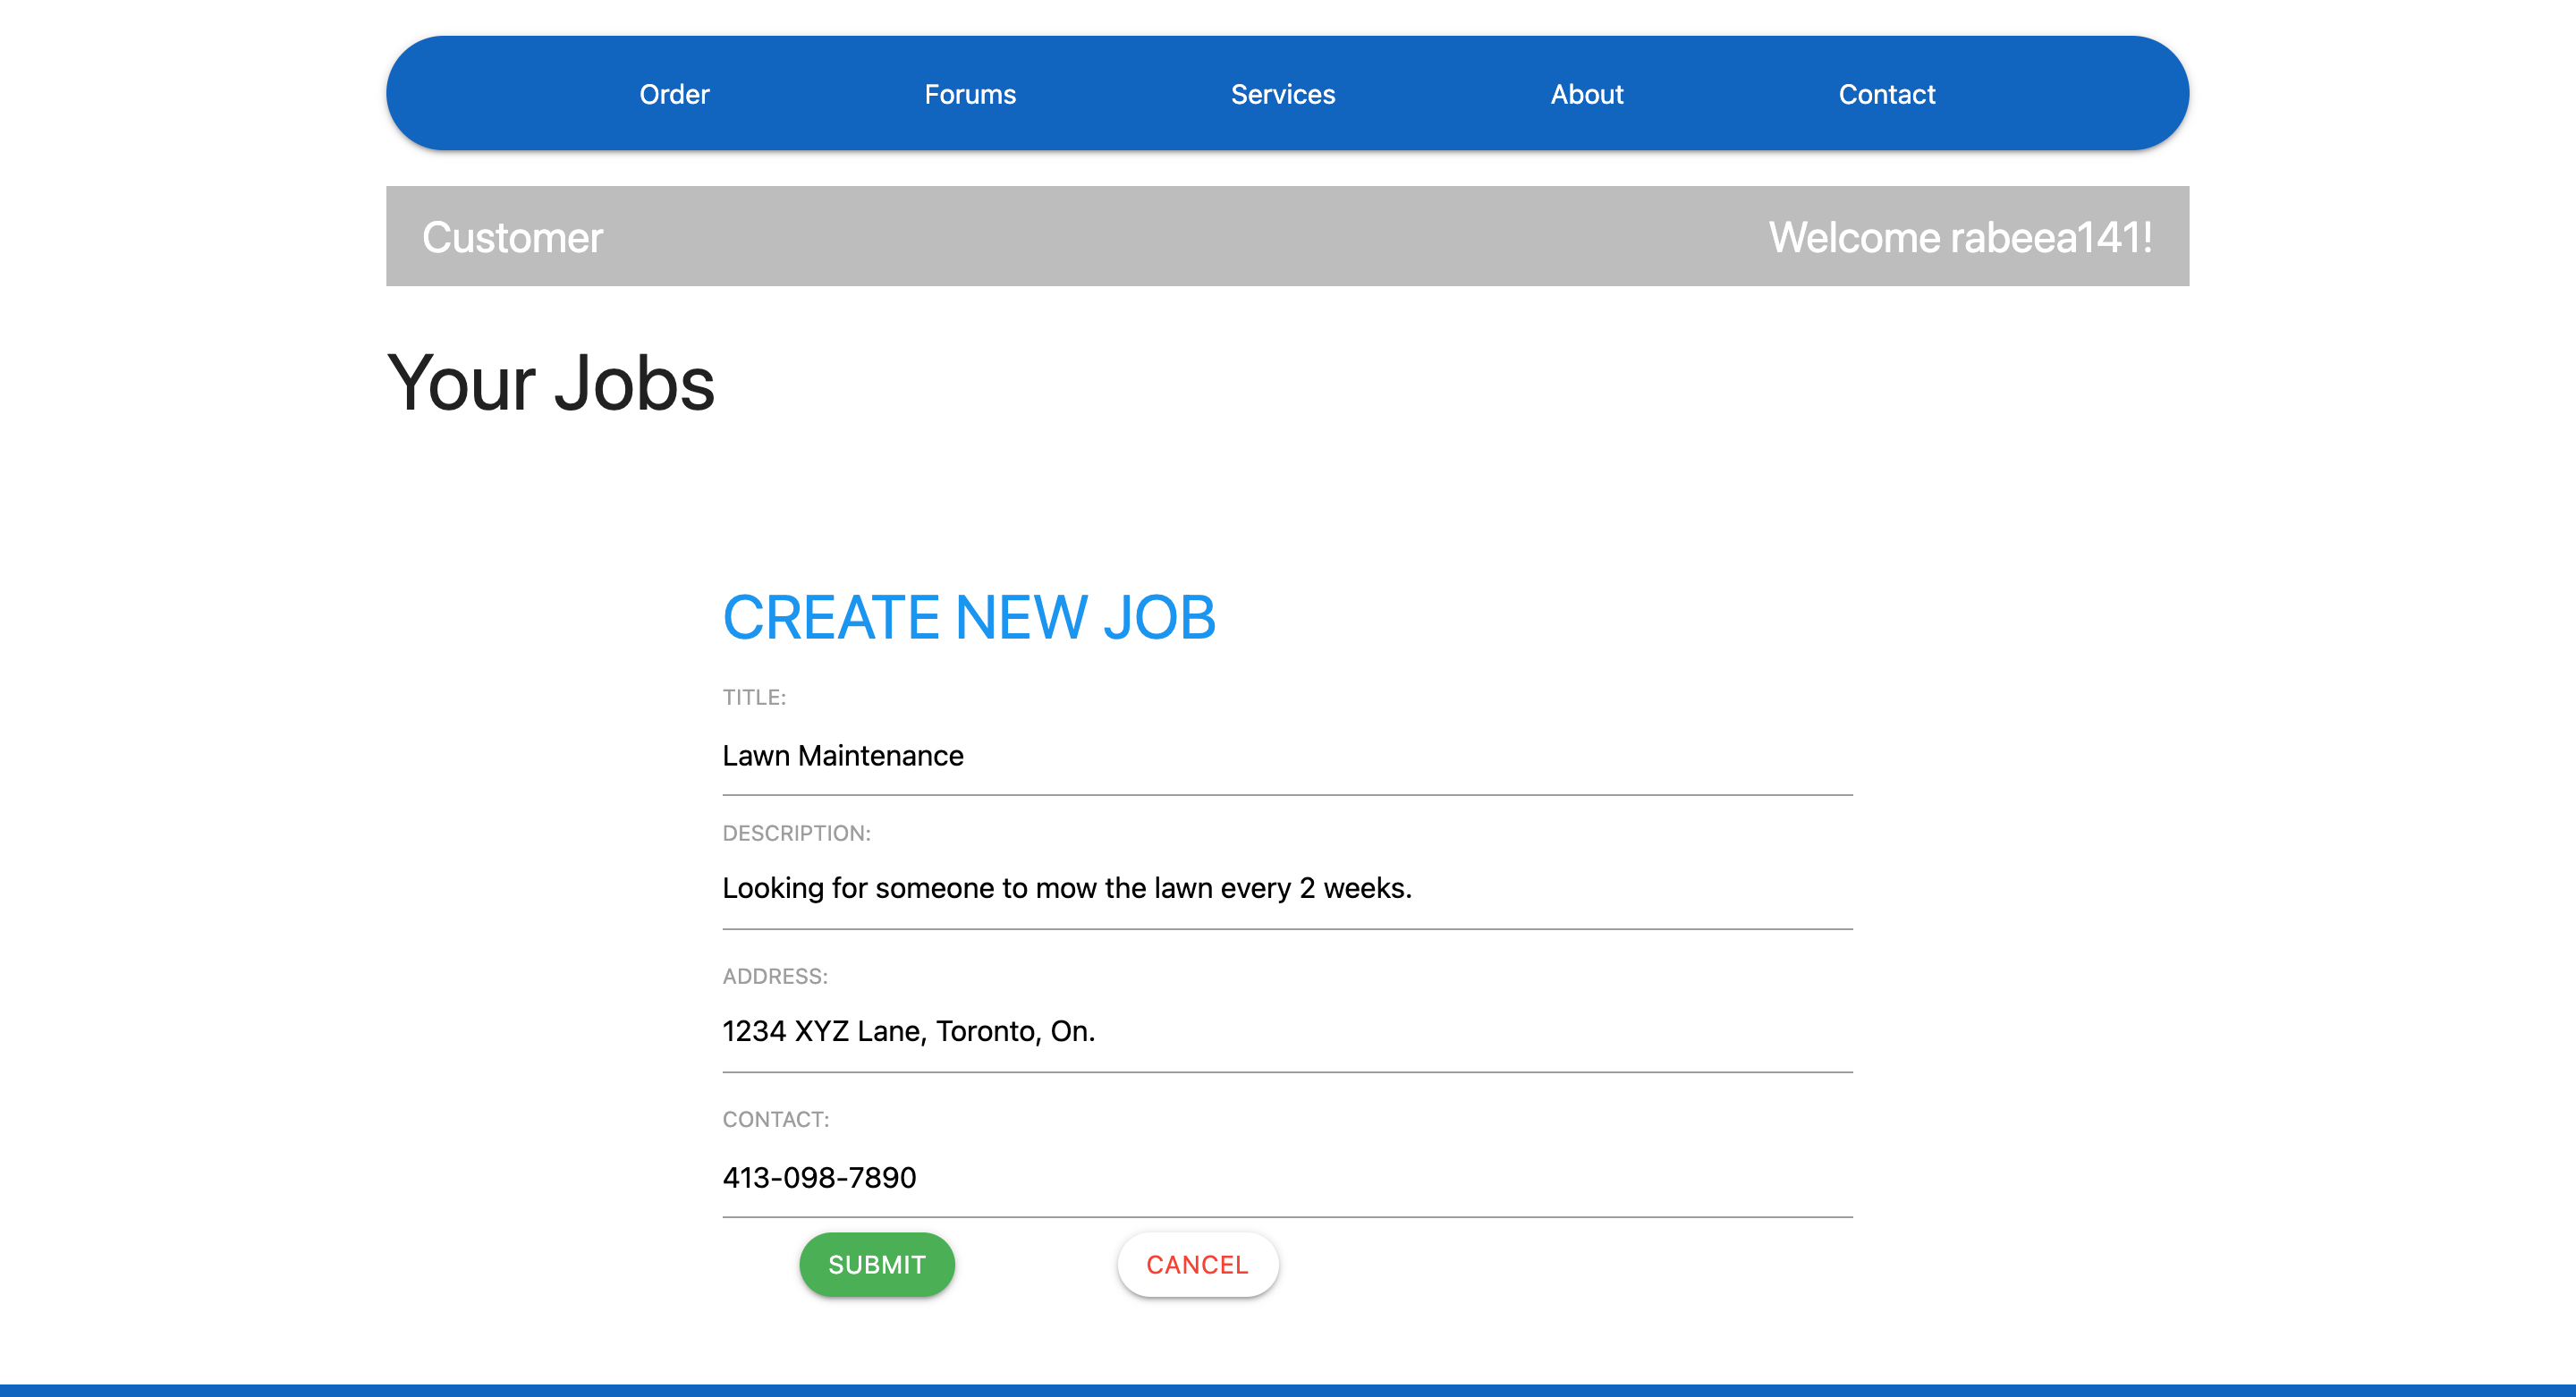 Order Forums Services About Contact
Customer Welcome rabeea141!
Your Jobs
CREATE NEW JOB
TITLE:
Lawn Maintenance
DESCRIPTION:
Looking for someone to mow the lawn every 2 weeks.
ADDRESS:
1234 XYZ Lane, Toronto, On.
CONTACT:
413-098-7890
SUBMIT CANCEL